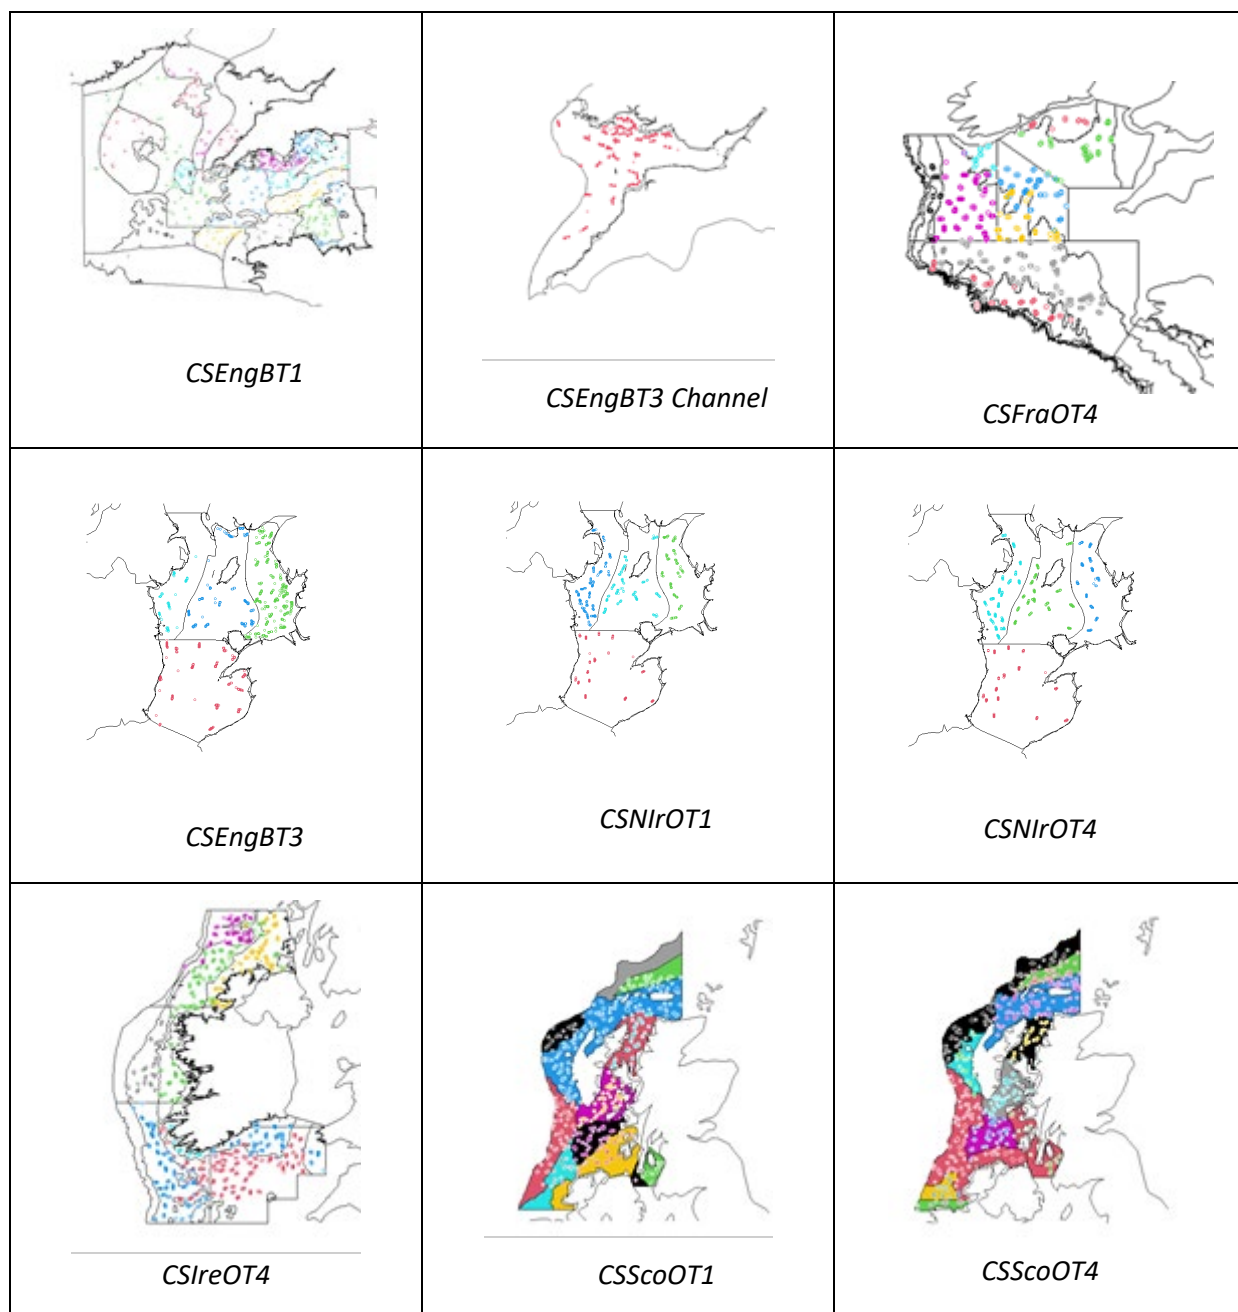 CSEngBT1
CSEngBT3 Channel
CSFraOT4
CSEngBT3
CSNIrOT1
CSNIrOT4
CSIreOT4
CSScoOT1
CSScoOT4